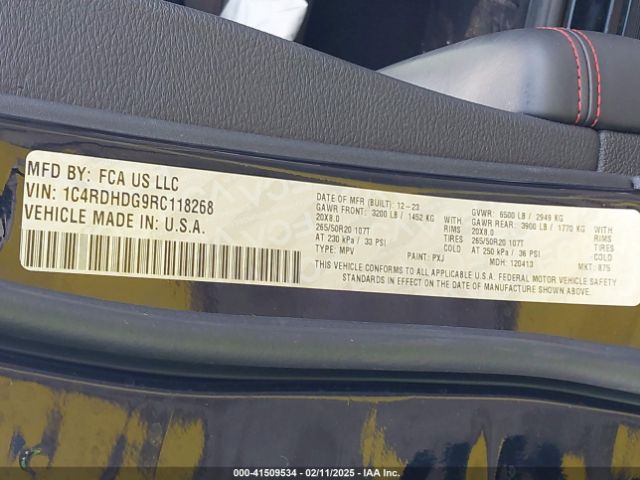 MFD BY: FCA US LLC
VIN: 1C4RDHDG9RC118268
VEHICLE MADE IN: U.S.A.
DATE OF MFR (BUILT): 12-23 GVWR: 6500 LB / 2949 KG
GAWR FRONT: 3200 LB / 1452 KG GAWR REAR: 3900 LB / 1770 KG
20X8.0 RIMS 20X8.0 RIMS
265/50R20 107T TIRES 265/50R20 107T TIRES
AT 230 kPa / 33 PSI COLD AT 250 kPa / 36 PSI COLD
TYPE: MPV PAINT: PXJ MDH: 120413 MKT: 875
THIS VEHICLE CONFORMS TO ALL APPLICABLE U.S.A. FEDERAL MOTOR VEHICLE SAFETY
STANDARDS IN EFFECT ON THE DATE OF MANUFACTURE SHOWN ABOVE.
000-41509534 - 02/11/2025 - IAA Inc.